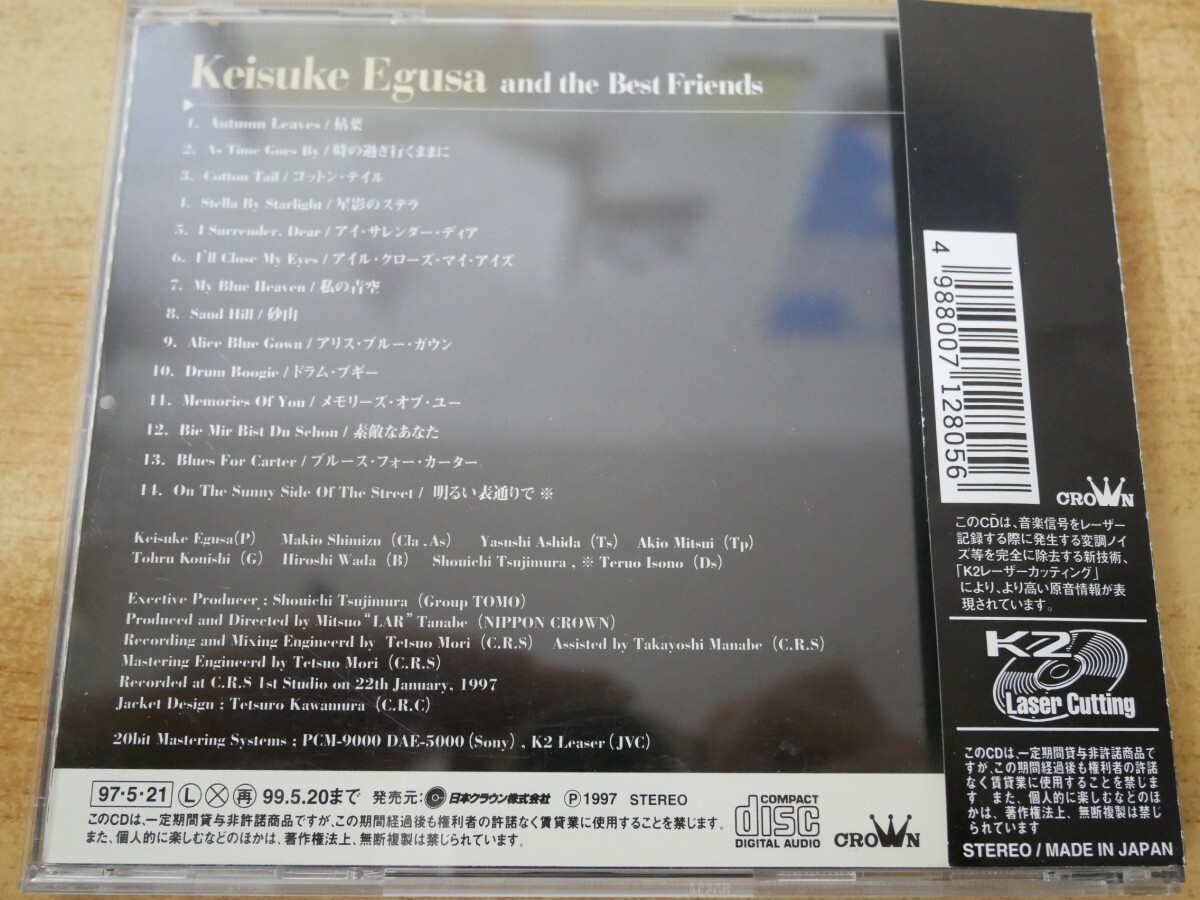 Keisuke Egusa and the Best Friends
1. Autumn Leaves / 枯葉
2. As Time Goes By / 時の過ぎ行くままに
3. Cotton Tail / コットン・テイル
4. Stella By Starlight / 星影のステラ
5. I Surrender, Dear / アイ・サレンダー・ディア
6. I'll Close My Eyes / アイル・クローズ・マイ・アイズ
7. My Blue Heaven / 私の青空
8. Sand Hill / 砂山
9. Alice Blue Gown / アリス・ブルー・ガウン
10. Drum Boogie / ドラム・ブギー
11. Memories Of You / メモリーズ・オブ・ユー
12. Bie Mir Bist Du Schon / 素敵なあなた
13. Blues For Carter / ブルース・フォー・カーター
14. On The Sunny Side Of The Street / 明るい表通りで ※
Keisuke Egusa(P) Makio Shimizu (Cla , As) Yasushi Ashida (Ts) Akio Mitsui (Tp)
Tohru Konishi (G) Hiroshi Wada (B) Shouichi Tsujimura , ※ Teruo Isono (Ds)
Exective Producer ; Shouichi Tsujimura (Group TOMO)
Produced and Directed by Mitsuo "LAR" Tanabe (NIPPON CROWN)
Recording and Mixing Engineerd by Tetsuo Mori (C.R.S) Assisted by Takayoshi Manabe (C.R.S)
Mastering Engineerd by Tetsuo Mori (C.R.S)
Recorded at C.R.S 1st Studio on 22th January, 1997
Jacket Design ; Tetsuro Kawamura (C.R.C)
20bit Mastering Systems ; PCM-9000 DAE-5000 (Sony) , K2 Leaser (JVC)
97・5・21 L 再 99.5.20まで 発売元: 日本クラウン株式会社 Ⓟ1997 STEREO
このCDは、一定期間貸与非許諾商品ですが、この期間経過後も権利者の許諾なく賃貸業に使用することを禁じます。
また、個人的に楽しむなどのほかは、著作権法上、無断複製は禁じられています。
COMPACT
disc
DIGITAL AUDIO
CROWN
4 988007 128056
CROWN
このCDは、音楽信号をレーザー
記録する際に発生する変調ノイ
ズ等を完全に除去する新技術、
「K2レーザーカッティング」
により、より高い原音情報が表
現されています。
K2
Laser Cutting
このCDは、一定期間貸与非許諾商品で
すが、この期間経過後も権利者の許諾
なく賃貸業に使用することを禁じま
す。また、個人的に楽しむなどのほ
かは、著作権法上、無断複製は禁じ
られています。
STEREO / MADE IN JAPAN